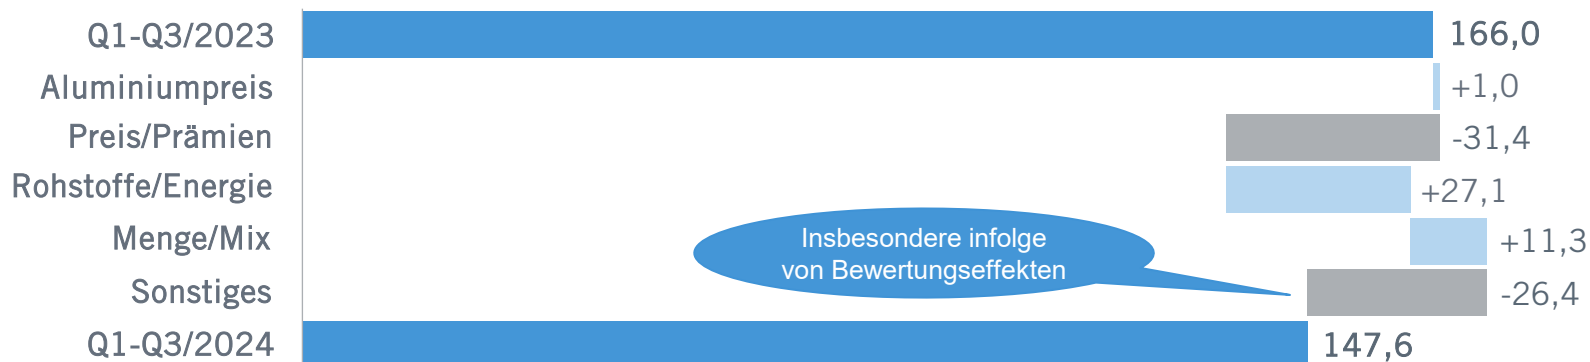 Q1-Q3/2023 166,0
Aluminiumpreis +1,0
Preis/Prämien -31,4
Rohstoffe/Energie +27,1
Menge/Mix +11,3
Insbesondere infolge
von Bewertungseffekten
Sonstiges -26,4
Q1-Q3/2024 147,6